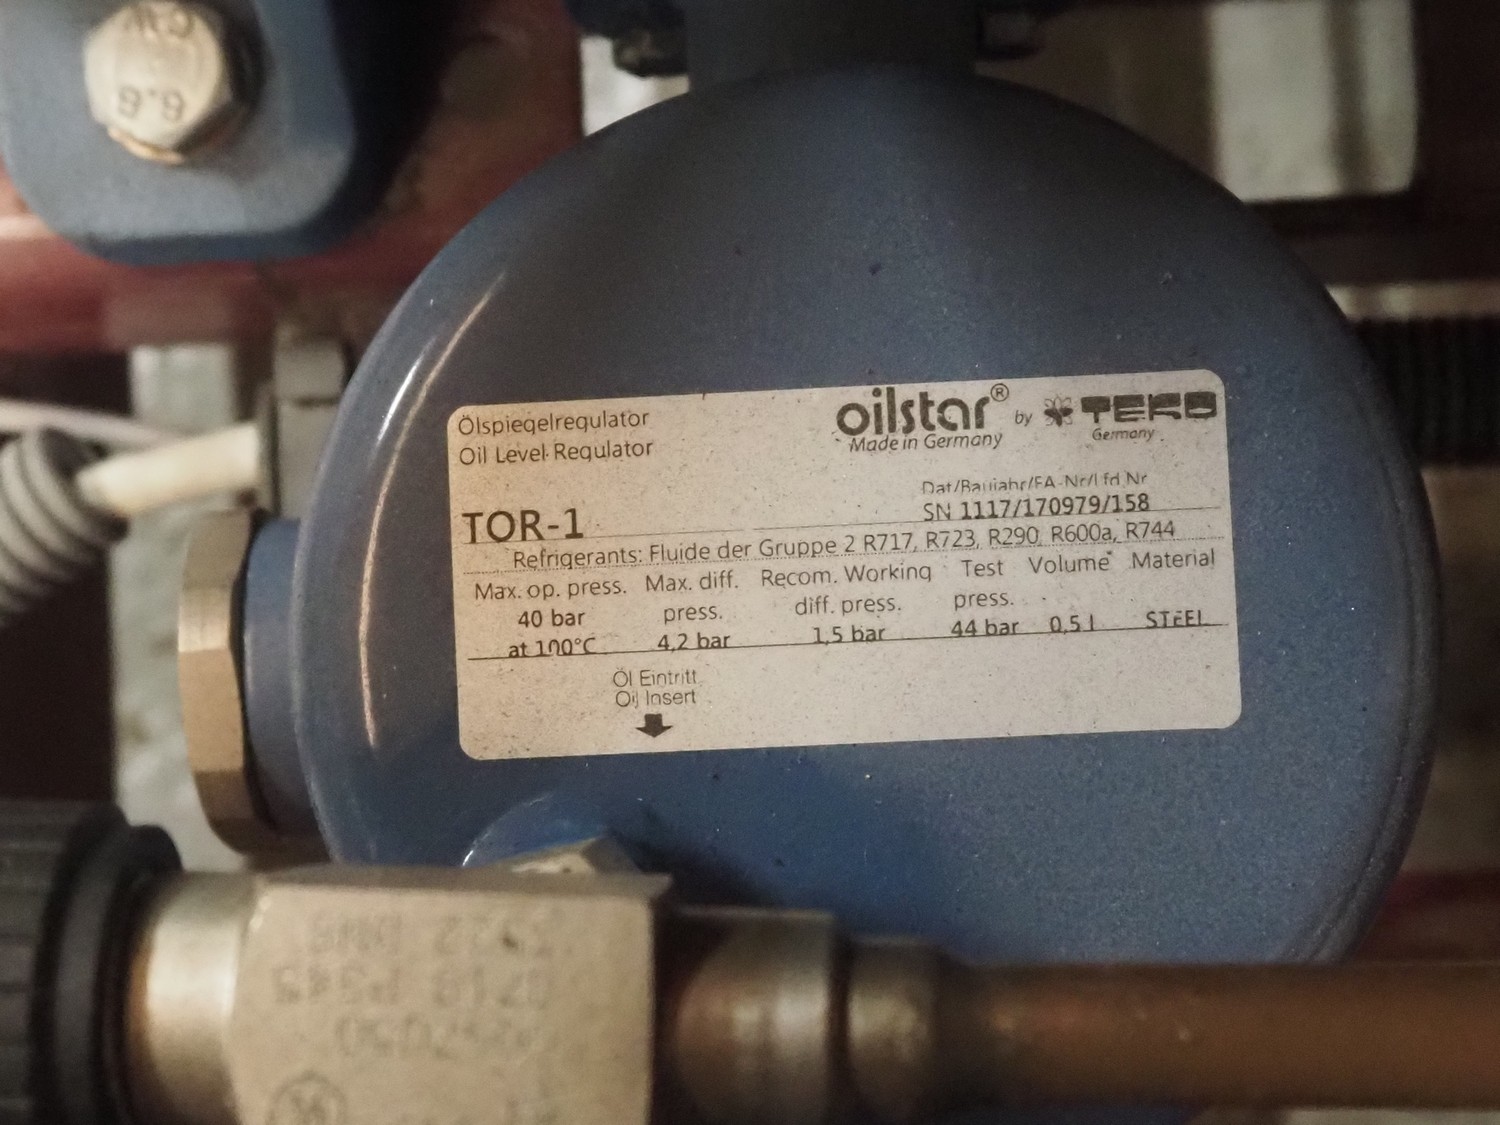 Ölspiegelregulator
Oil Level Regulator
oilstar® by TEKO
Made in Germany
Germany
Dat/Baujahr/FA-Nr/Lfd Nr
TOR-1
SN 1117/170979/158
Refrigerants: Fluide der Gruppe 2 R717, R723, R290, R600a, R744
Max. op. press. Max. diff. Recom. Working Test Volume Material
press. diff. press. press.
40 bar
at 100°C 4,2 bar 1,5 bar 44 bar 0,5 l STEEL
Öl Eintritt
Oil Insert